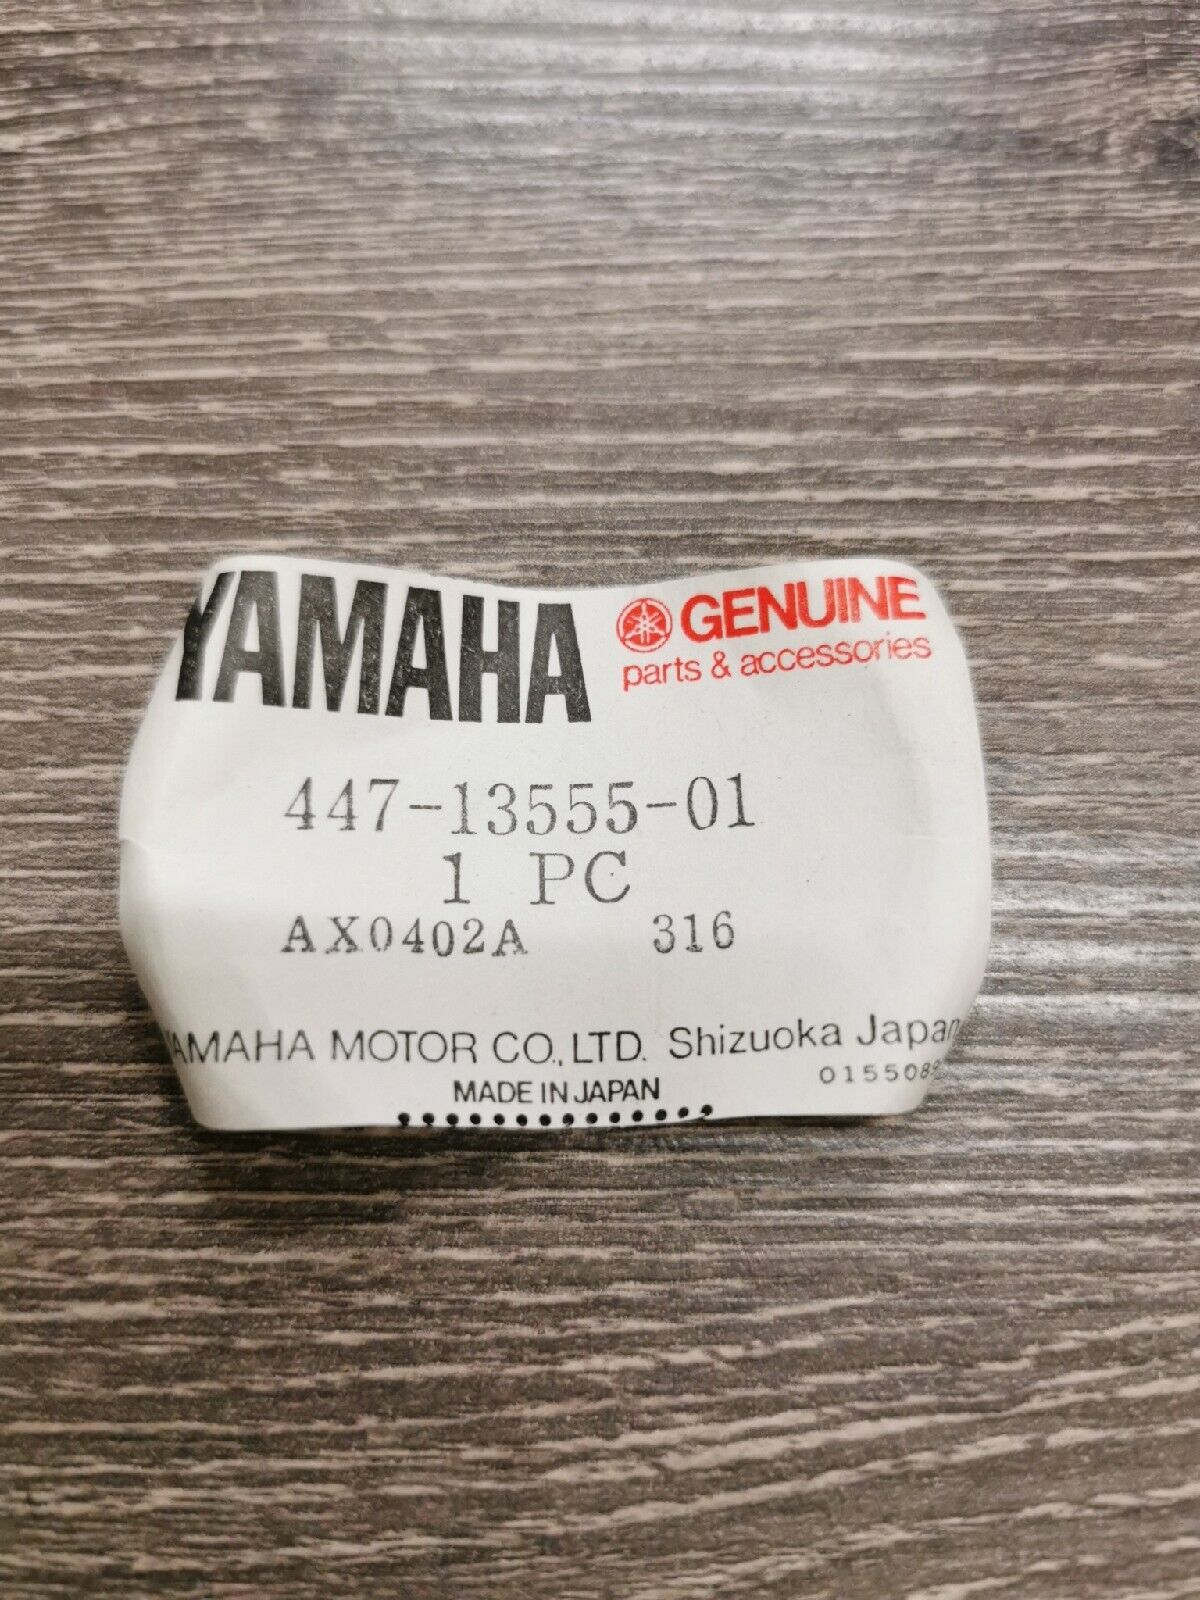 YAMAHA GENUINE
parts & accessories
447-13555-01
1 PC
AX0402A 316
YAMAHA MOTOR CO., LTD. Shizuoka Japan
MADE IN JAPAN